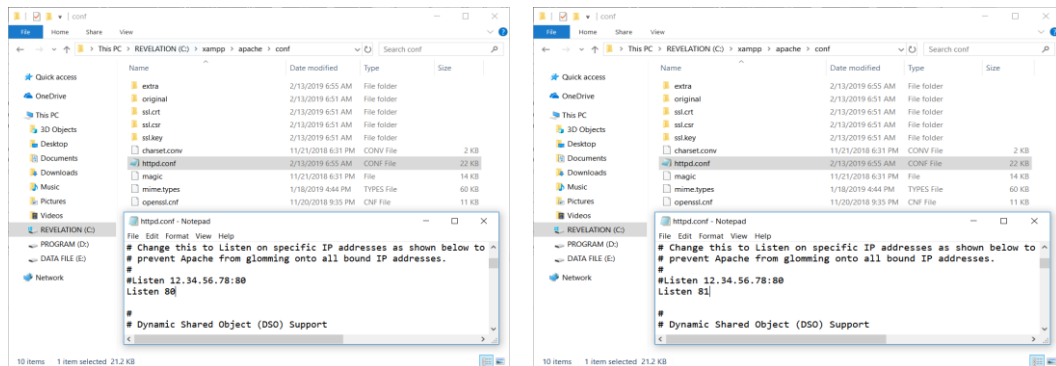 conf
File Home Share View
This PC > REVELATION (C:) > xampp > apache > conf
Search conf
Name Date modified Type Size
Quick access
OneDrive
This PC
3D Objects
Desktop
Documents
Downloads
Music
Pictures
Videos
REVELATION (C:)
PROGRAM (D:)
DATA FILE (E:)
Network
extra 2/13/2019 6:55 AM File folder
original 2/13/2019 6:51 AM File folder
ssl.crt 2/13/2019 6:51 AM File folder
ssl.csr 2/13/2019 6:51 AM File folder
ssl.key 2/13/2019 6:51 AM File folder
charset.conv 11/21/2018 6:31 PM CONV File 2 KB
httpd.conf 2/13/2019 6:55 AM CONF File 22 KB
magic 11/21/2018 6:31 PM File 14 KB
mime.types 1/18/2019 4:44 PM TYPES File 60 KB
openssl.cnf 11/20/2018 9:35 PM CNF File 11 KB
httpd.conf - Notepad
File Edit Format View Help
# Change this to Listen on specific IP addresses as shown below to
# prevent Apache from glomming onto all bound IP addresses.
#
#Listen 12.34.56.78:80
Listen 80
#
# Dynamic Shared Object (DSO) Support
10 items 1 item selected 21.2 KB
conf
File Home Share View
This PC > REVELATION (C:) > xampp > apache > conf
Search conf
Name Date modified Type Size
Quick access
OneDrive
This PC
3D Objects
Desktop
Documents
Downloads
Music
Pictures
Videos
REVELATION (C:)
PROGRAM (D:)
DATA FILE (E:)
Network
extra 2/13/2019 6:55 AM File folder
original 2/13/2019 6:51 AM File folder
ssl.crt 2/13/2019 6:51 AM File folder
ssl.csr 2/13/2019 6:51 AM File folder
ssl.key 2/13/2019 6:51 AM File folder
charset.conv 11/21/2018 6:31 PM CONV File 2 KB
httpd.conf 2/13/2019 6:55 AM CONF File 22 KB
magic 11/21/2018 6:31 PM File 14 KB
mime.types 1/18/2019 4:44 PM TYPES File 60 KB
openssl.cnf 11/20/2018 9:35 PM CNF File 11 KB
httpd.conf - Notepad
File Edit Format View Help
# Change this to Listen on specific IP addresses as shown below to
# prevent Apache from glomming onto all bound IP addresses.
#
#Listen 12.34.56.78:80
Listen 81
#
# Dynamic Shared Object (DSO) Support
10 items 1 item selected 21.2 KB